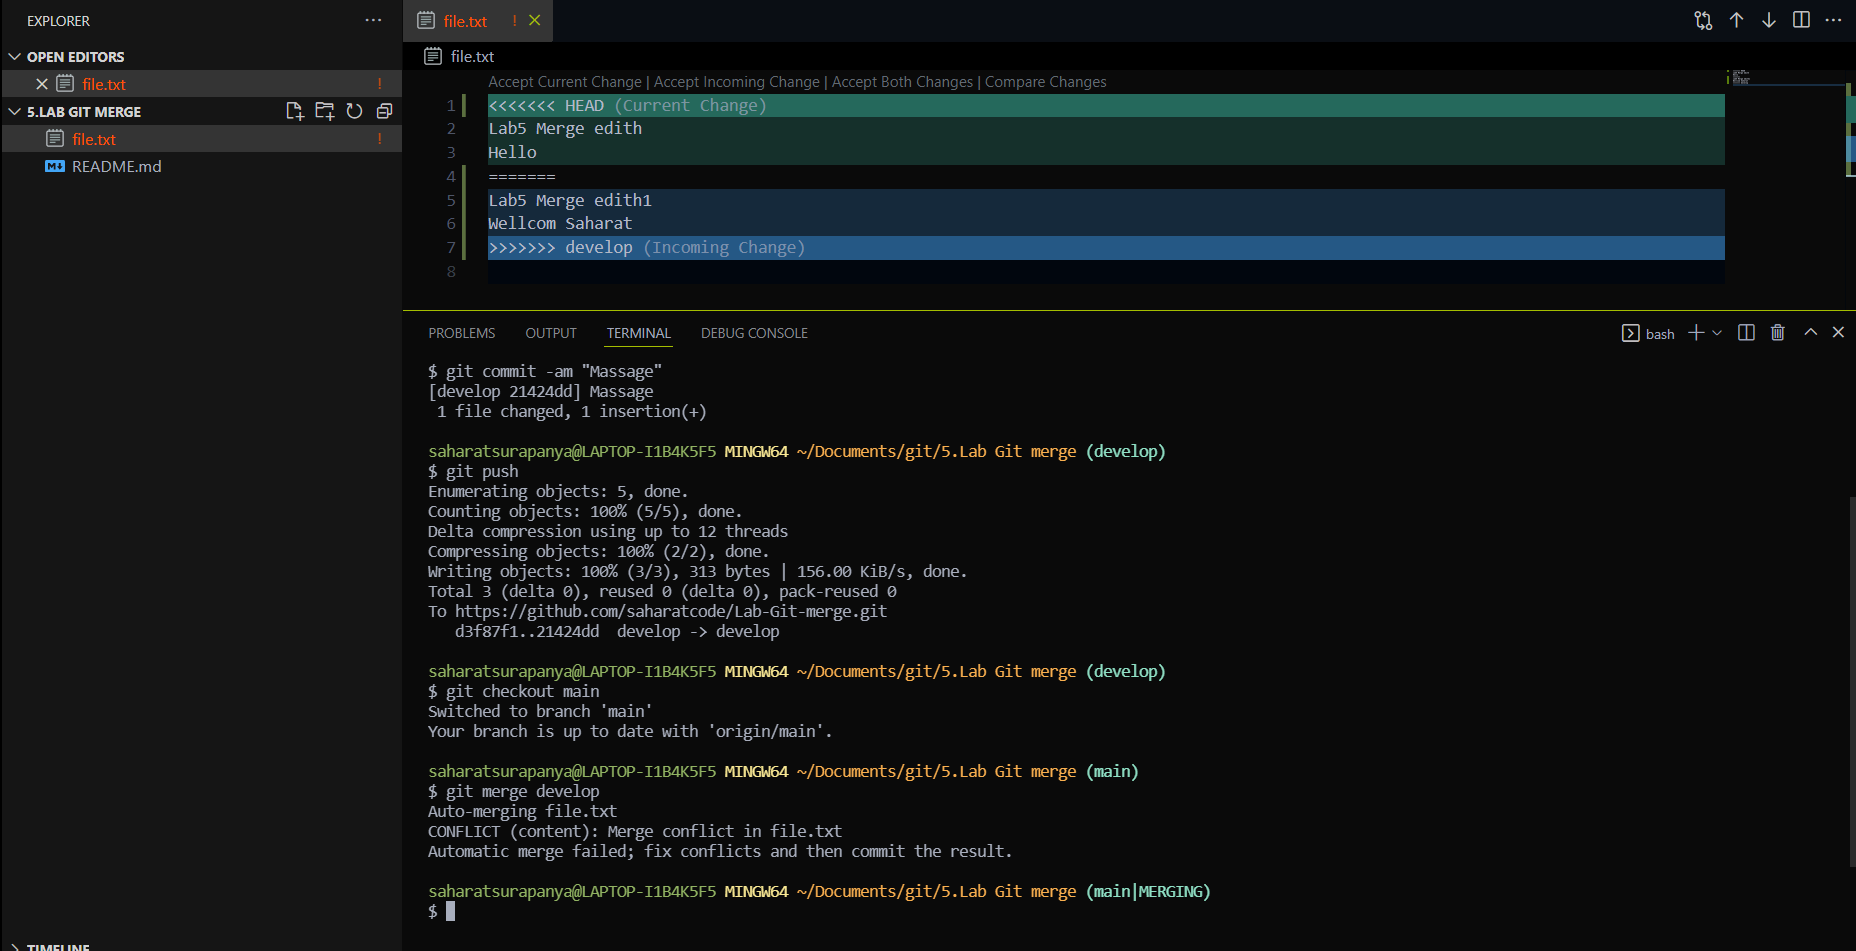 EXPLORER
OPEN EDITORS
file.txt !
5.LAB GIT MERGE
file.txt !
README.md
TIMELINE
file.txt !
file.txt
Accept Current Change | Accept Incoming Change | Accept Both Changes | Compare Changes
1 <<<<<<< HEAD (Current Change)
2 Lab5 Merge edith
3 Hello
4 =======
5 Lab5 Merge edith1
6 Wellcom Saharat
7 >>>>>>> develop (Incoming Change)
8
PROBLEMS OUTPUT TERMINAL DEBUG CONSOLE bash
$ git commit -am "Massage"
[develop 21424dd] Massage
 1 file changed, 1 insertion(+)
saharatsurapanya@LAPTOP-I1B4K5F5 MINGW64 ~/Documents/git/5.Lab Git merge (develop)
$ git push
Enumerating objects: 5, done.
Counting objects: 100% (5/5), done.
Delta compression using up to 12 threads
Compressing objects: 100% (2/2), done.
Writing objects: 100% (3/3), 313 bytes | 156.00 KiB/s, done.
Total 3 (delta 0), reused 0 (delta 0), pack-reused 0
To https://github.com/saharatcode/Lab-Git-merge.git
   d3f87f1..21424dd  develop -> develop
saharatsurapanya@LAPTOP-I1B4K5F5 MINGW64 ~/Documents/git/5.Lab Git merge (develop)
$ git checkout main
Switched to branch 'main'
Your branch is up to date with 'origin/main'.
saharatsurapanya@LAPTOP-I1B4K5F5 MINGW64 ~/Documents/git/5.Lab Git merge (main)
$ git merge develop
Auto-merging file.txt
CONFLICT (content): Merge conflict in file.txt
Automatic merge failed; fix conflicts and then commit the result.
saharatsurapanya@LAPTOP-I1B4K5F5 MINGW64 ~/Documents/git/5.Lab Git merge (main|MERGING)
$